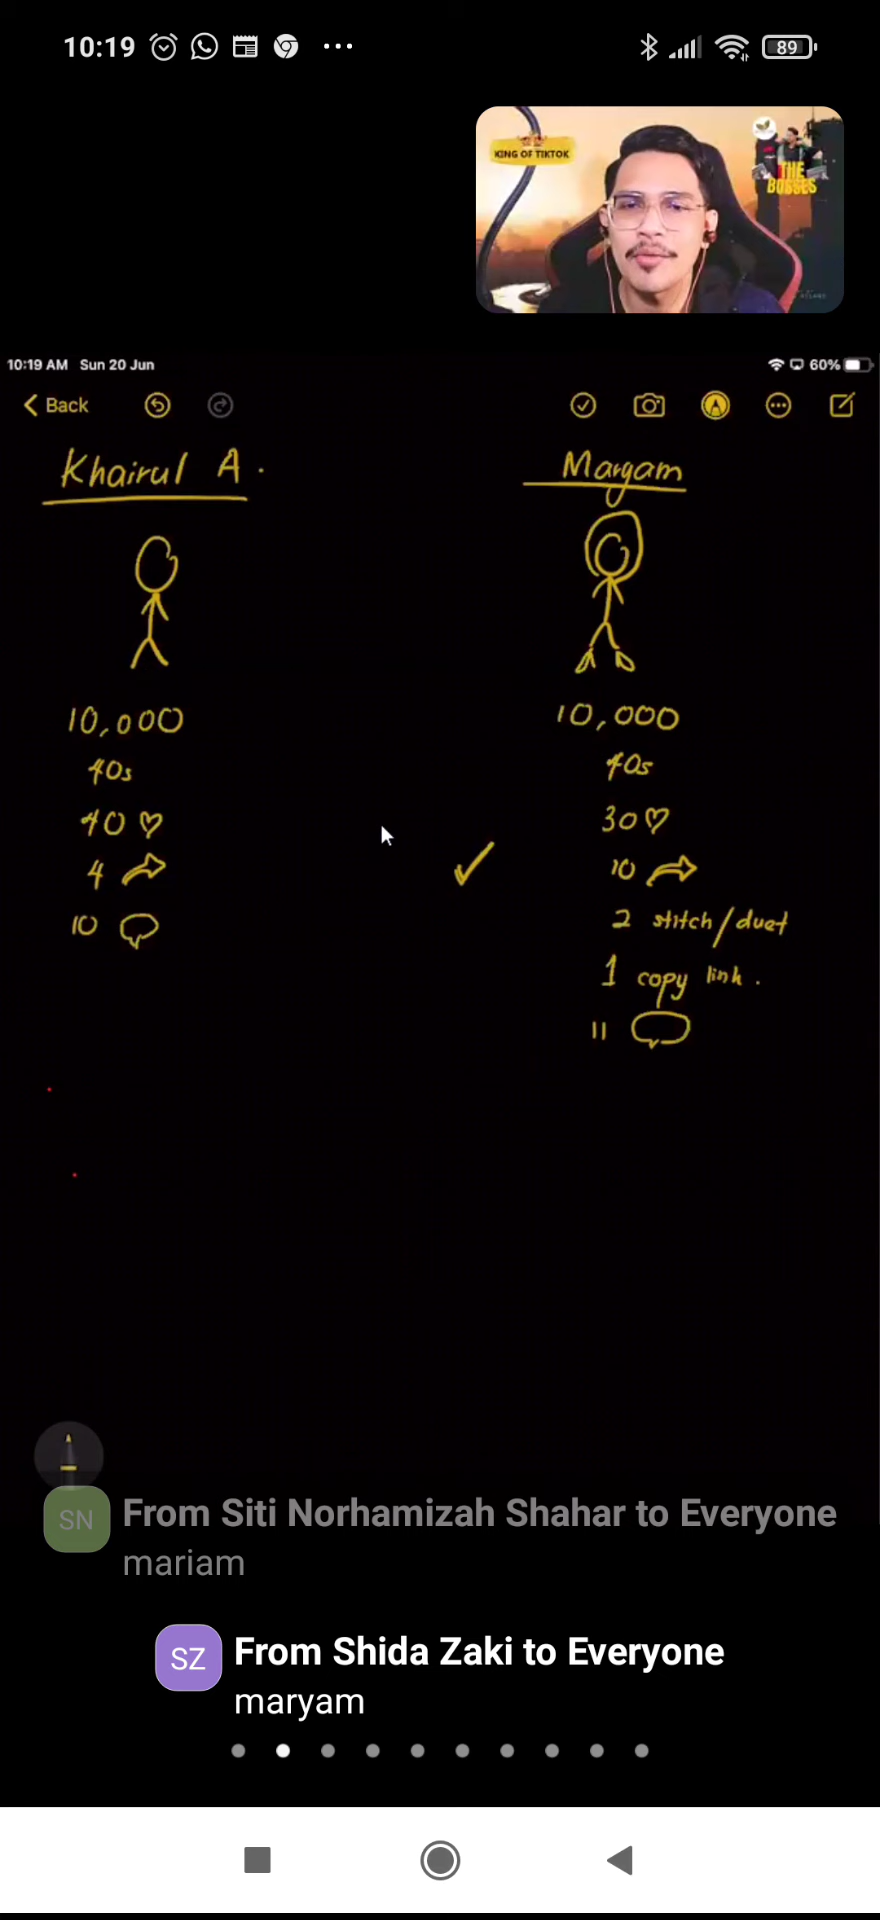 10:19
89
KING OF TIKTOK
THE
BOSSES
10:19 AM Sun 20 Jun
60%
Back
Khairul A.
Maryam
10,000
40s
40 ♡
4
10
10,000
40s
30 ♡
10
2 stitch/duet
1 copy link.
11
SN
From Siti Norhamizah Shahar to Everyone
mariam
SZ
From Shida Zaki to Everyone
maryam